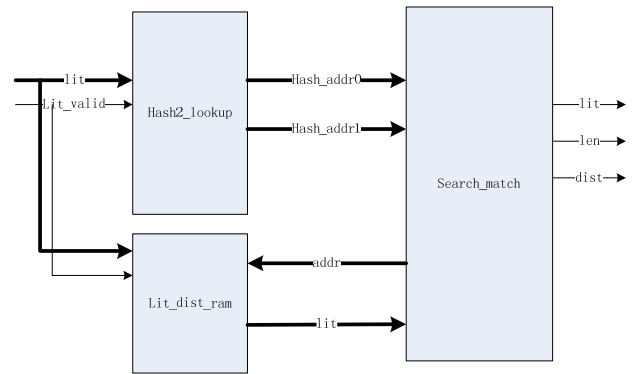 lit
Lit_valid
Hash2_lookup
Hash_addr0
Hash_addr1
Search_match
lit
len
dist
Lit_dist_ram
addr
lit